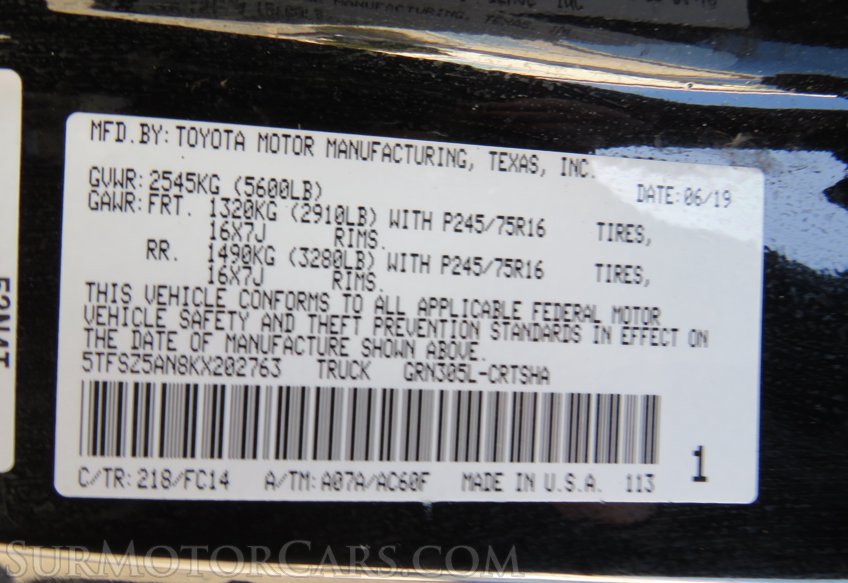 MFD.BY: TOYOTA MOTOR MANUFACTURING, TEXAS, INC.
DATE: 06/19
GVWR: 2545KG (5600LB)
GAWR: FRT. 1320KG (2910LB) WITH P245/75R16 TIRES,
16X7J RIMS.
RR. 1490KG (3280LB) WITH P245/75R16 TIRES,
16X7J RIMS.
THIS VEHICLE CONFORMS TO ALL APPLICABLE FEDERAL MOTOR
VEHICLE SAFETY AND THEFT PREVENTION STANDARDS IN EFFECT ON
THE DATE OF MANUFACTURE SHOWN ABOVE.
5TFSZ5AN8KX202763 TRUCK GRN305L-CRTSHA
1
C/TR: 218/FC14 A/TM: A07A/AC60F MADE IN U.S.A. 113
SURMOTORCARS.COM